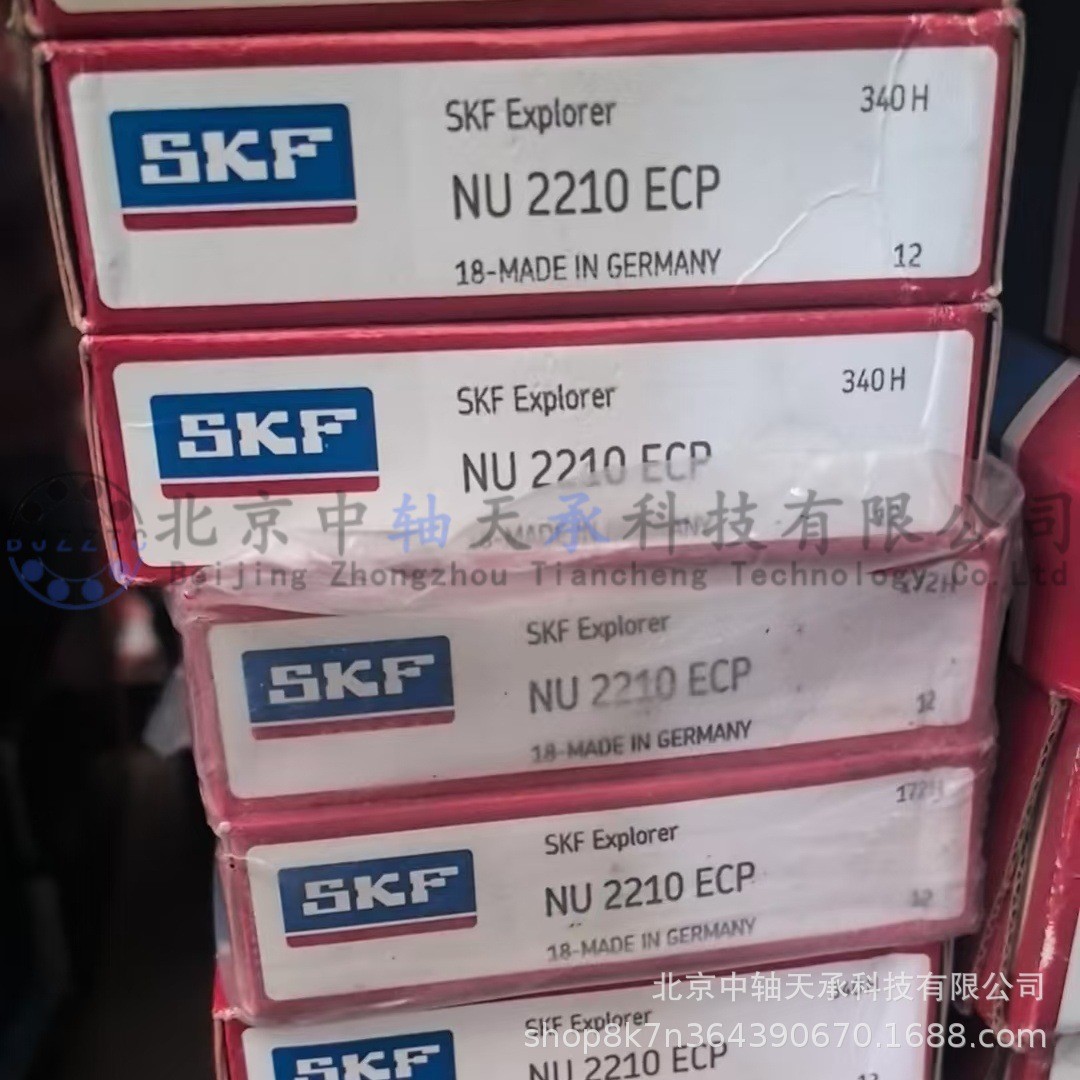 SKF
SKF Explorer
340 H
NU 2210 ECP
18-MADE IN GERMANY
12
SKF
SKF Explorer
340 H
NU 2210 ECP
北京中轴天承科技有限公司
Beijing Zhongzhou Tiancheng Technology Co Ltd
SKF
SKF Explorer
NU 2210 ECP
12
18-MADE IN GERMANY
SKF
SKF Explorer
NU 2210 ECP
12
18-MADE IN GERMANY
北京中轴天承科技有限公司
SKF
SKF Explorer
shop8k7n364390670.1688.com
NU 2210 ECP
12